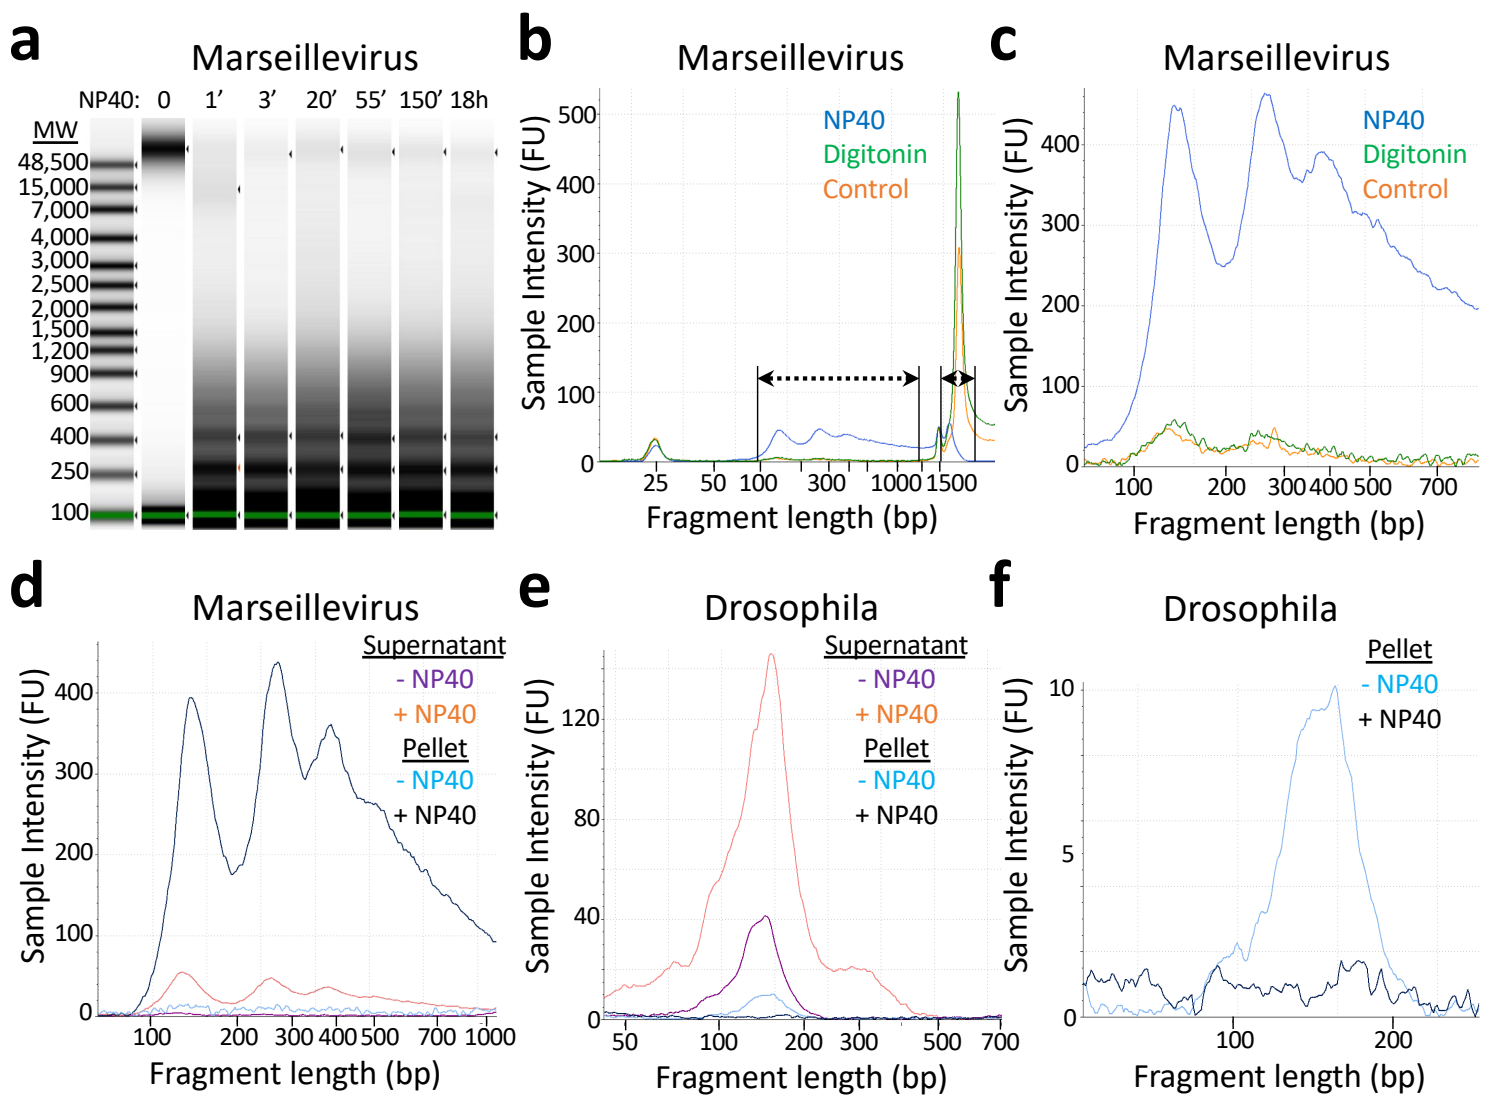 a
Marseillevirus
NP40: 0 1’ 3’ 20’ 55’ 150’ 18h
MW
48,500
15,000
7,000
4,000
3,000
2,500
2,000
1,500
1,200
900
600
400
250
100
b
Marseillevirus
Sample Intensity (FU)
500
400
300
200
100
0
NP40
Digitonin
Control
25 50 100 300 1000 1500
Fragment length (bp)
c
Marseillevirus
Sample Intensity (FU)
400
300
200
100
0
NP40
Digitonin
Control
100 200 300 400 500 700
Fragment length (bp)
d
Marseillevirus
Sample Intensity (FU)
400
300
200
100
0
Supernatant
- NP40
+ NP40
Pellet
- NP40
+ NP40
100 200 300 400 500 700 1000
Fragment length (bp)
e
Drosophila
Sample Intensity (FU)
120
80
40
0
Supernatant
- NP40
+ NP40
Pellet
- NP40
+ NP40
50 100 200 300 500 700
Fragment length (bp)
f
Drosophila
Sample Intensity (FU)
10
5
0
Pellet
- NP40
+ NP40
100 200
Fragment length (bp)